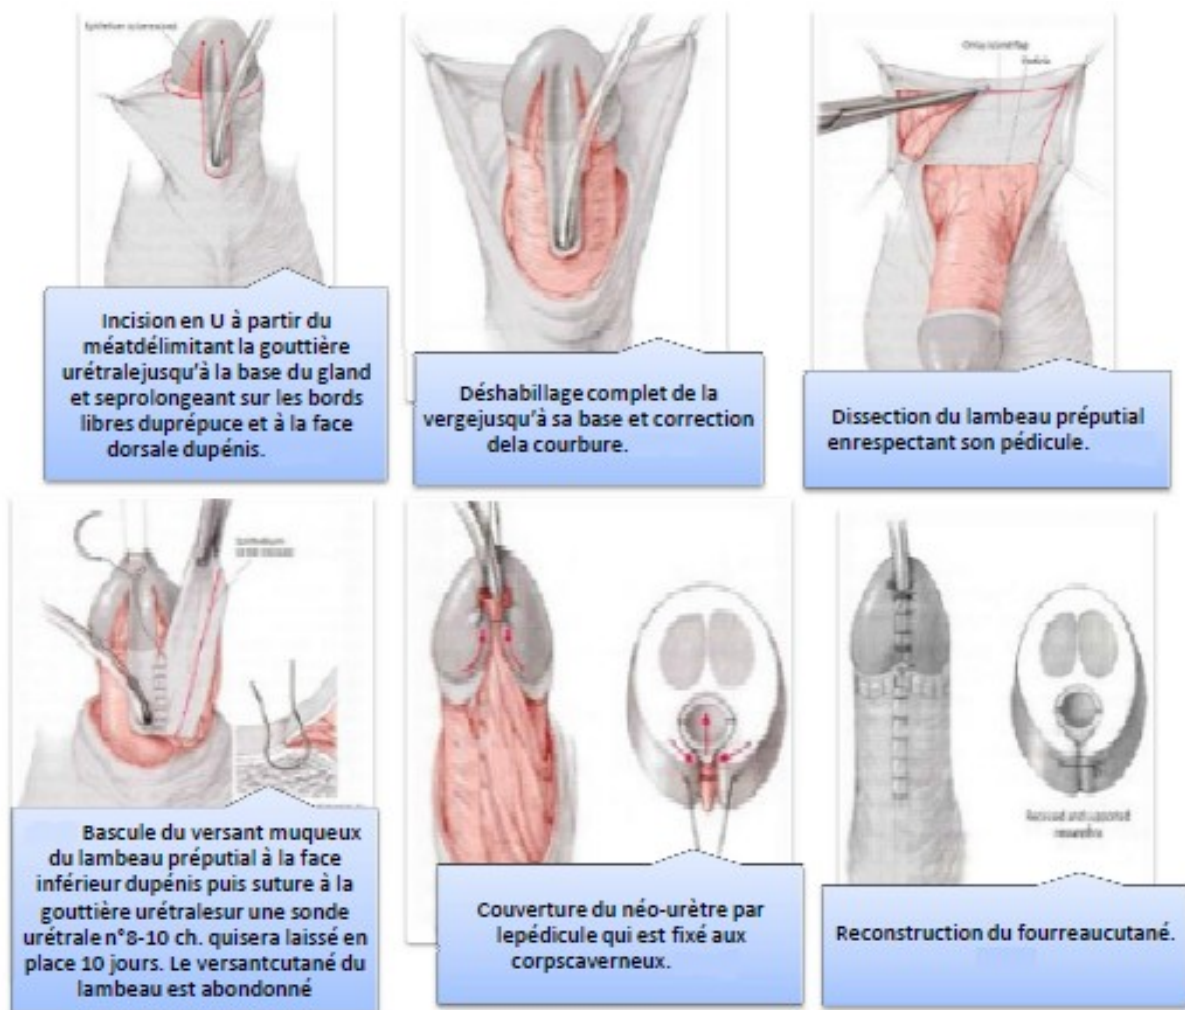 Incision en U à partir du
méatdélimitant la gouttière
urétralejusqu'à la base du gland
et seprolongeant sur les bords
libres duprépuce et à la face
dorsale dupénis.
Déshabillage complet de la
vergejusqu'à sa base et correction
dela courbure.
Dissection du lambeau préputial
enrespectant son pédicule.
Bascule du versant muqueux
du lambeau préputial à la face
inférieur dupénis puis suture à la
gouttière urétralesur une sonde
urétrale n°8-10 ch. quisera laissé en
place 10 jours. Le versantcutané du
lambeau est abondonné
Couverture du néo-urètre par
lepédicule qui est fixé aux
corpscaverneux.
Reconstruction du fourreaucutané.